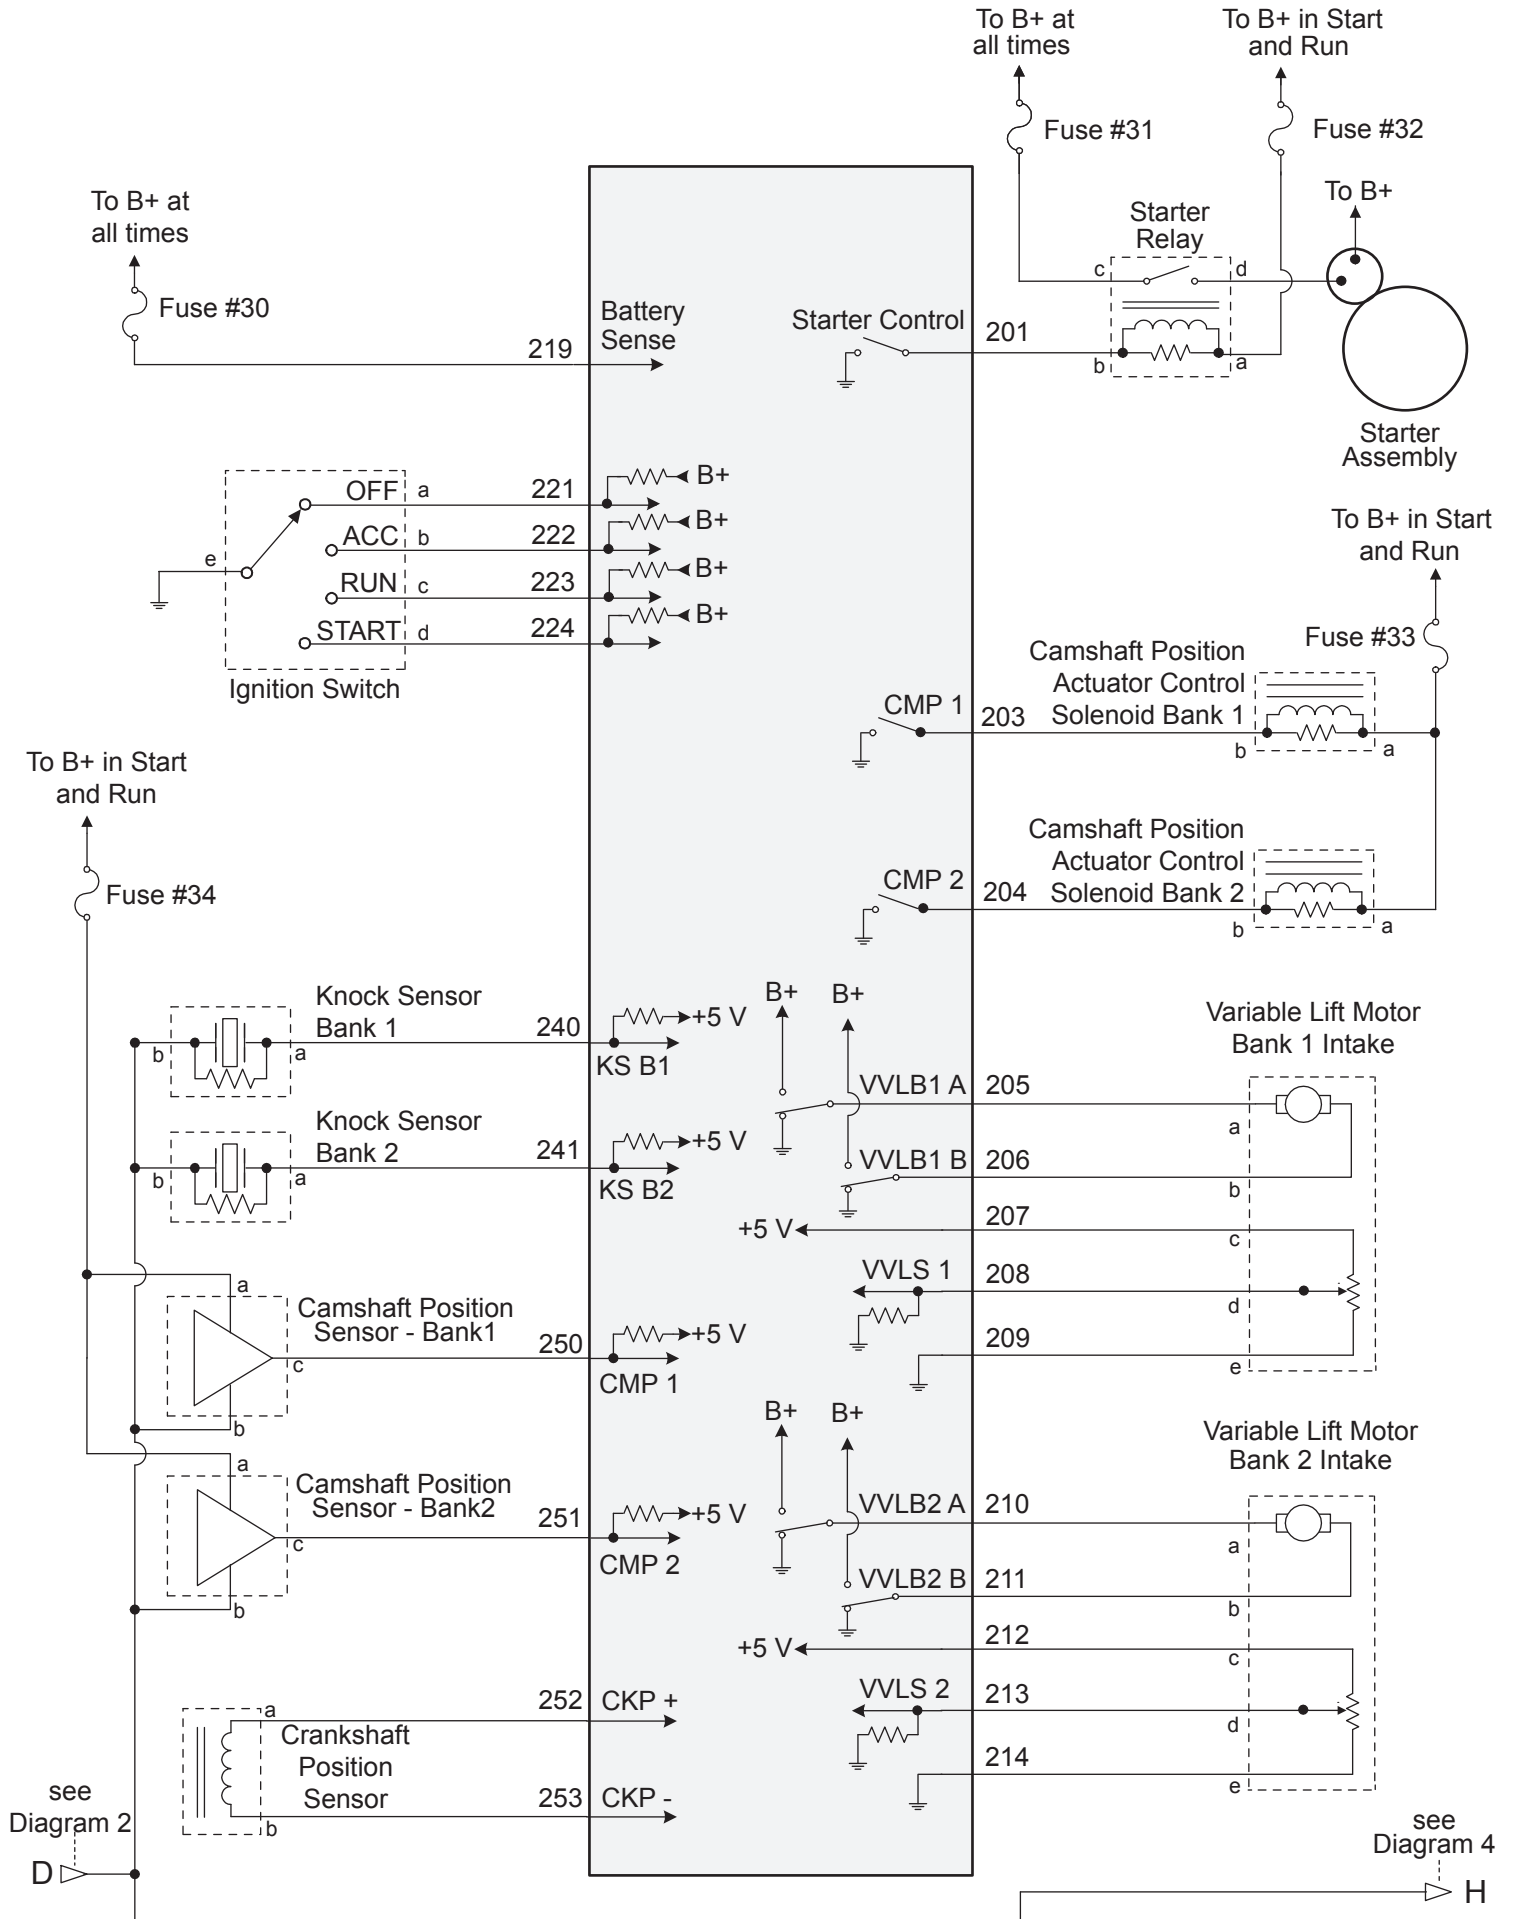 To B+ at
all times
Fuse #31
To B+ in Start
and Run
Fuse #32
To B+
Starter
Relay
c
d
b
a
Starter
Assembly
To B+ at
all times
Fuse #30
219
Battery
Sense
Starter Control
201
OFF
a
221
B+
ACC
b
222
B+
e
RUN
c
223
B+
START
d
224
B+
Ignition Switch
To B+ in Start
and Run
Fuse #33
Camshaft Position
Actuator Control
Solenoid Bank 1
CMP 1
203
b
a
To B+ in Start
and Run
Fuse #34
Camshaft Position
Actuator Control
Solenoid Bank 2
CMP 2
204
b
a
Knock Sensor
Bank 1
b
a
240
+5 V
KS B1
Knock Sensor
Bank 2
b
a
241
+5 V
KS B2
B+
B+
Variable Lift Motor
Bank 1 Intake
VVLB1 A
205
a
VVLB1 B
206
b
+5 V
207
c
VVLS 1
208
d
209
e
a
Camshaft Position
Sensor - Bank1
250
+5 V
c
CMP 1
b
a
Camshaft Position
Sensor - Bank2
251
+5 V
c
CMP 2
b
B+
B+
Variable Lift Motor
Bank 2 Intake
VVLB2 A
210
a
VVLB2 B
211
b
+5 V
212
c
VVLS 2
213
d
214
e
a
252
CKP +
Crankshaft
Position
Sensor
253
CKP -
b
see
Diagram 2
D
see
Diagram 4
H